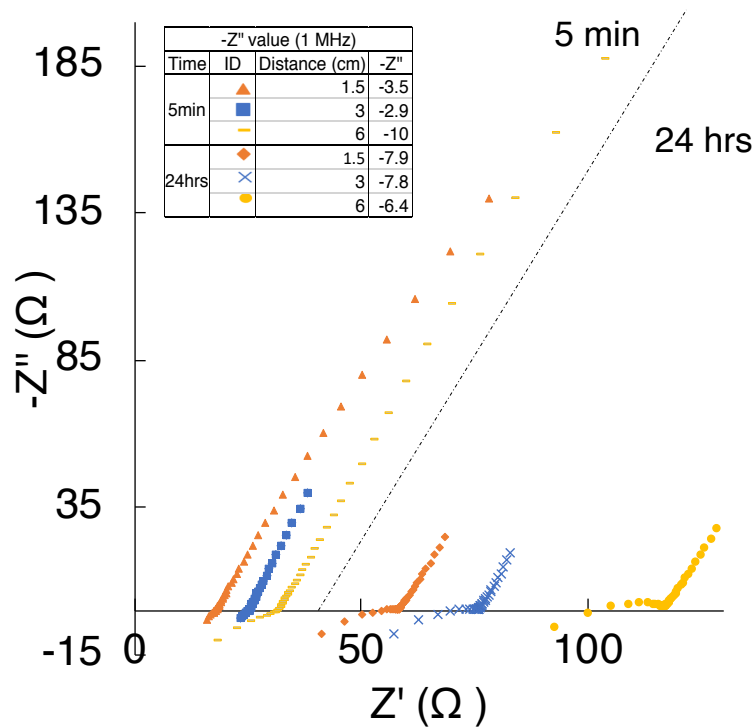 -Z" value (1 MHz)
Time ID Distance (cm) -Z"
5min
1.5 -3.5
3 -2.9
6 -10
24hrs
1.5 -7.9
3 -7.8
6 -6.4
5 min
24 hrs
185
135
85
35
-15
0 50 100
-Z" (Ω )
Z' (Ω )